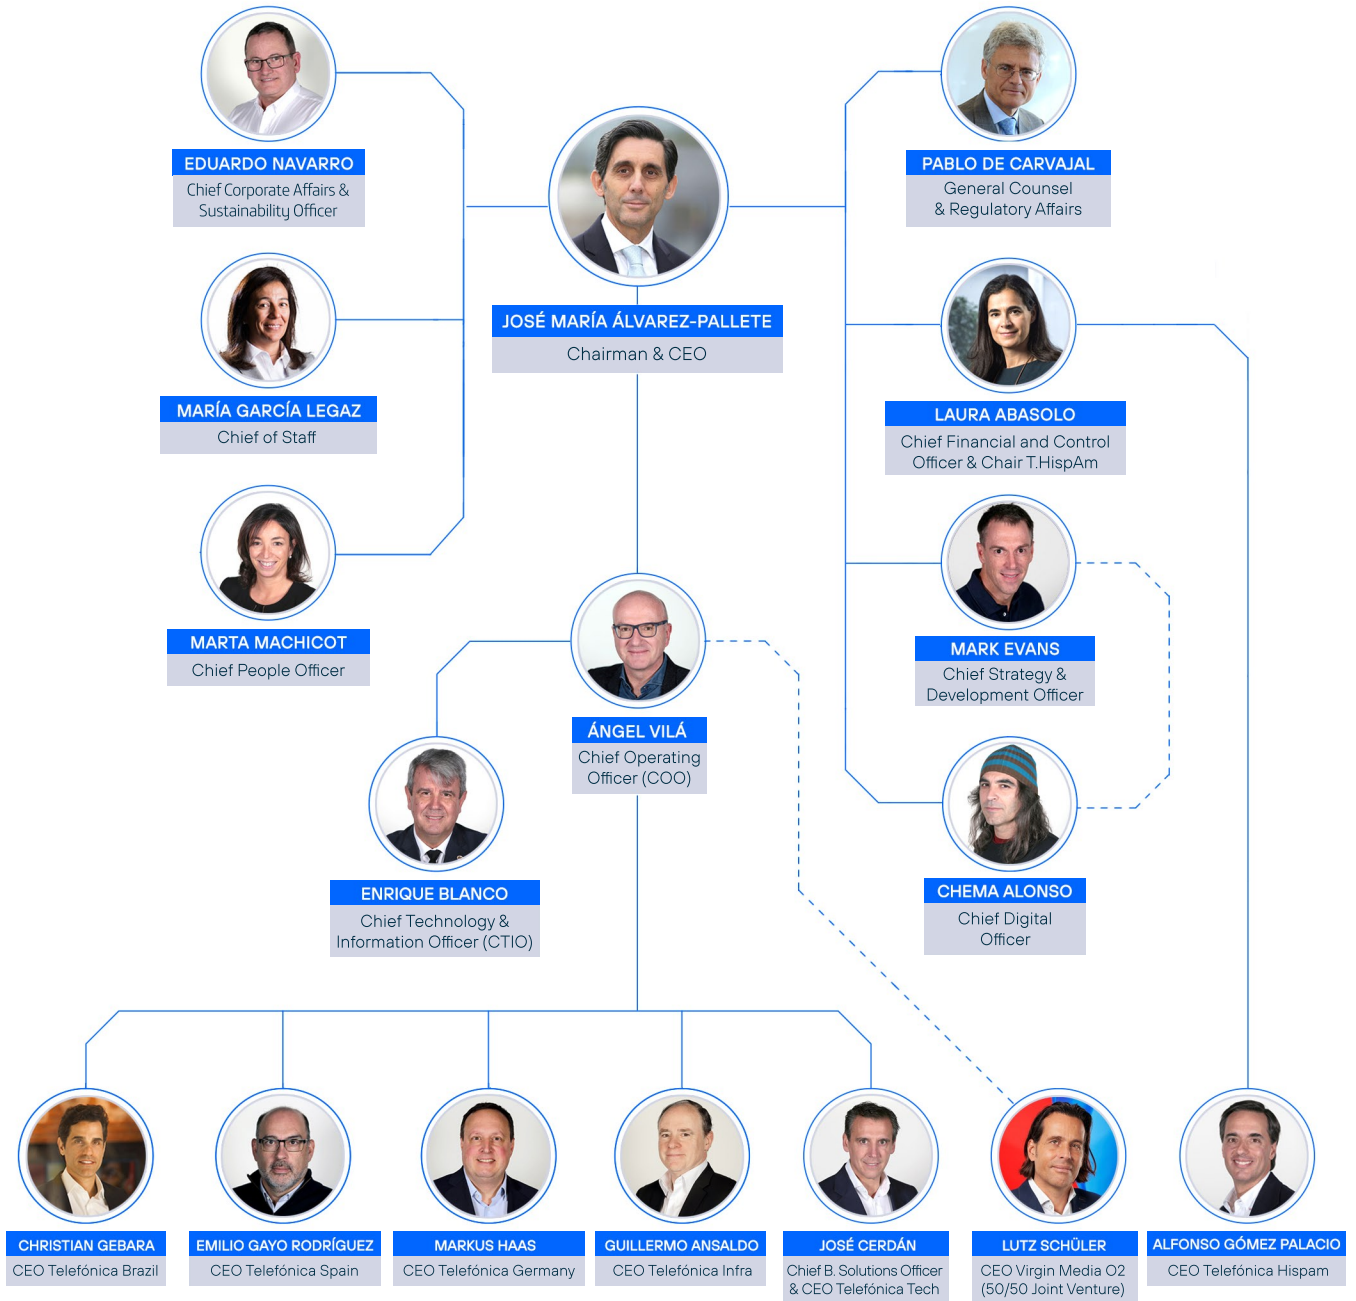 EDUARDO NAVARRO
Chief Corporate Affairs &
Sustainability Officer
PABLO DE CARVAJAL
General Counsel
& Regulatory Affairs
JOSÉ MARÍA ÁLVAREZ-PALLETE
Chairman & CEO
MARÍA GARCÍA LEGAZ
Chief of Staff
LAURA ABASOLO
Chief Financial and Control
Officer & Chair T.HispAm
MARTA MACHICOT
Chief People Officer
MARK EVANS
Chief Strategy &
Development Officer
ÁNGEL VILÁ
Chief Operating
Officer (COO)
ENRIQUE BLANCO
Chief Technology &
Information Officer (CTIO)
CHEMA ALONSO
Chief Digital
Officer
CHRISTIAN GEBARA
CEO Telefónica Brazil
EMILIO GAYO RODRÍGUEZ
CEO Telefónica Spain
MARKUS HAAS
CEO Telefónica Germany
GUILLERMO ANSALDO
CEO Telefónica Infra
JOSÉ CERDÁN
Chief B. Solutions Officer
& CEO Telefónica Tech
LUTZ SCHÜLER
CEO Virgin Media O2
(50/50 Joint Venture)
ALFONSO GÓMEZ PALACIO
CEO Telefónica Hispam